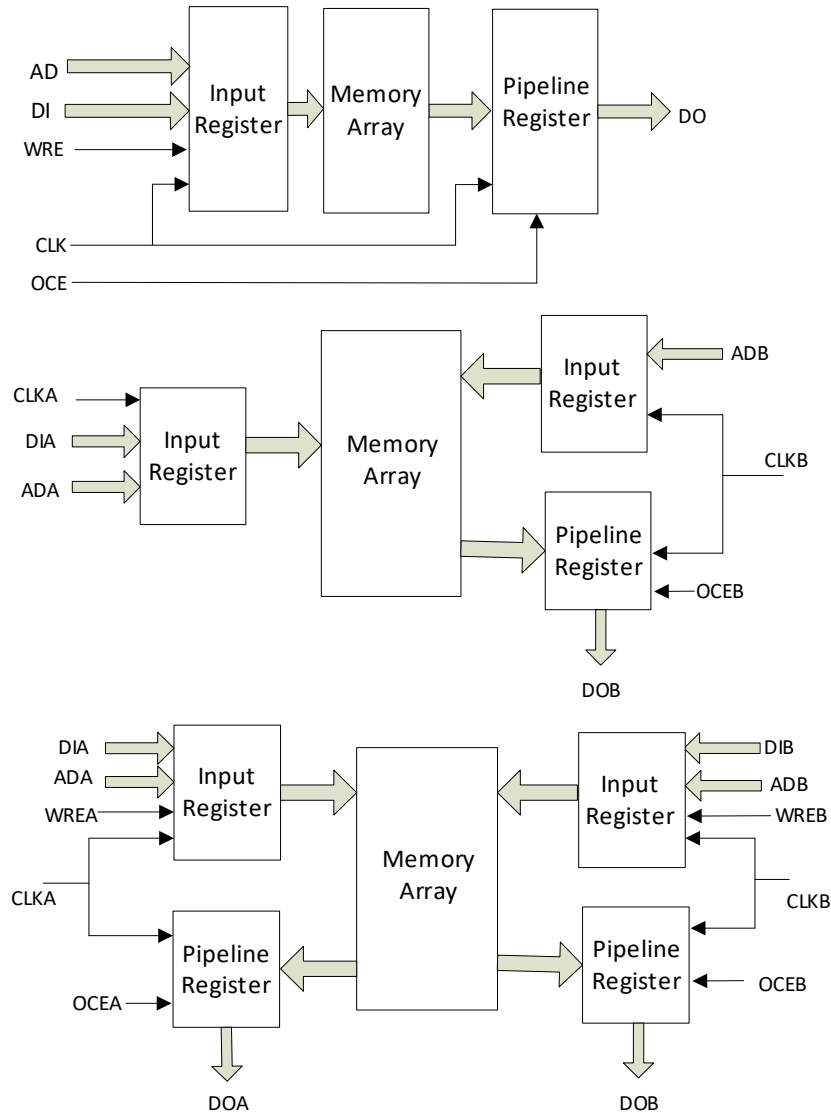 AD
DI
WRE
CLK
OCE
Input
Register
Memory
Array
Pipeline
Register
DO
CLKA
DIA
ADA
Input
Register
Memory
Array
Input
Register
ADB
CLKB
Pipeline
Register
OCEB
DOB
DIA
ADA
WREA
CLKA
OCEA
Input
Register
Pipeline
Register
DOA
Memory
Array
Input
Register
DIB
ADB
WREB
CLKB
Pipeline
Register
OCEB
DOB